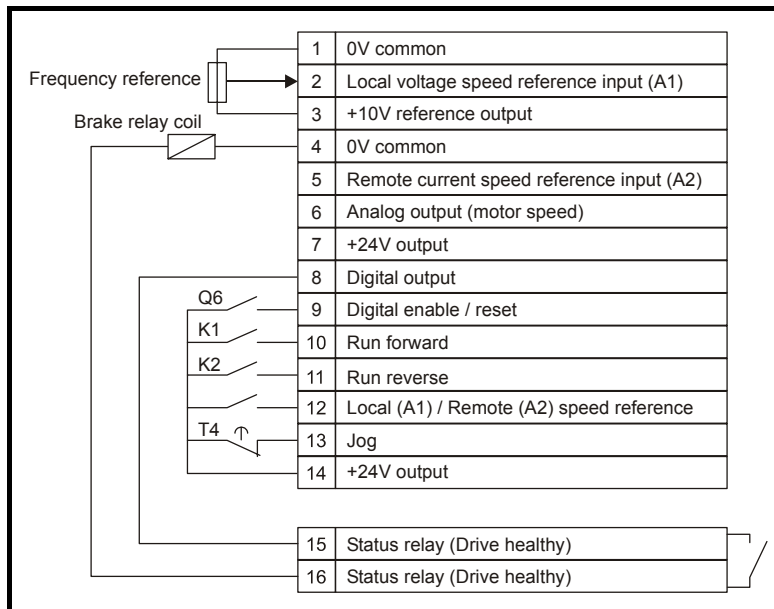 1 0V common
Frequency reference 2 Local voltage speed reference input (A1)
3 +10V reference output
Brake relay coil
4 0V common
5 Remote current speed reference input (A2)
6 Analog output (motor speed)
7 +24V output
8 Digital output
Q6
9 Digital enable / reset
K1
10 Run forward
K2
11 Run reverse
12 Local (A1) / Remote (A2) speed reference
T4
13 Jog
14 +24V output
15 Status relay (Drive healthy)
16 Status relay (Drive healthy)